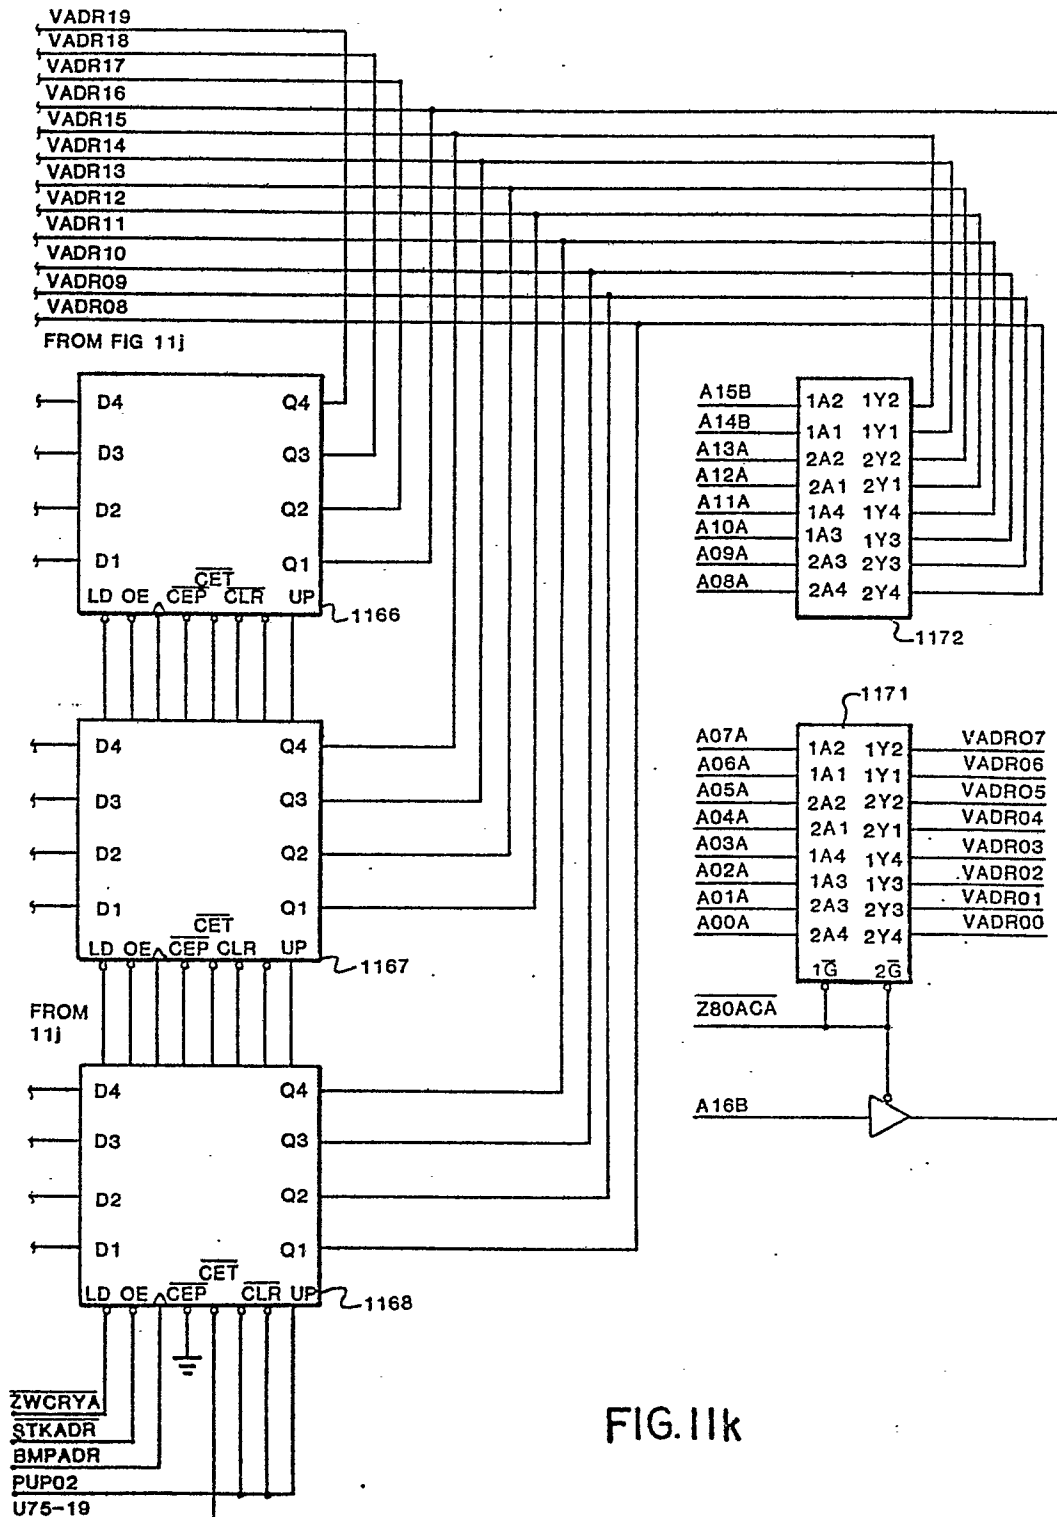 VADR19
VADR18
VADR17
VADR16
VADR15
VADR14
VADR13
VADR12
VADR11
VADR10
VADR09
VADR08
FROM FIG 11j
D4 Q4
D3 Q3
D2 Q2
D1 Q1
CET
LD OE CEP CLR UP
1166
A15B 1A2 1Y2
A14B 1A1 1Y1
A13A 2A2 2Y2
A12A 2A1 2Y1
A11A 1A4 1Y4
A10A 1A3 1Y3
A09A 2A3 2Y3
A08A 2A4 2Y4
1172
D4 Q4
D3 Q3
D2 Q2
D1 Q1
CET
LD OE CEP CLR UP
1167
1171
A07A 1A2 1Y2 VADRO7
A06A 1A1 1Y1 VADR06
A05A 2A2 2Y2 VADRO5
A04A 2A1 2Y1 VADR04
A03A 1A4 1Y4 VADR03
A02A 1A3 1Y3 VADR02
A01A 2A3 2Y3 VADR01
A00A 2A4 2Y4 VADR00
1G 2G
Z80ACA
A16B
FROM
11j
D4 Q4
D3 Q3
D2 Q2
D1 Q1
CET
LD OE CEP CLR UP
1168
ZWCRYA
STKADR
BMPADR
PUP02
U75-19
FIG.11k